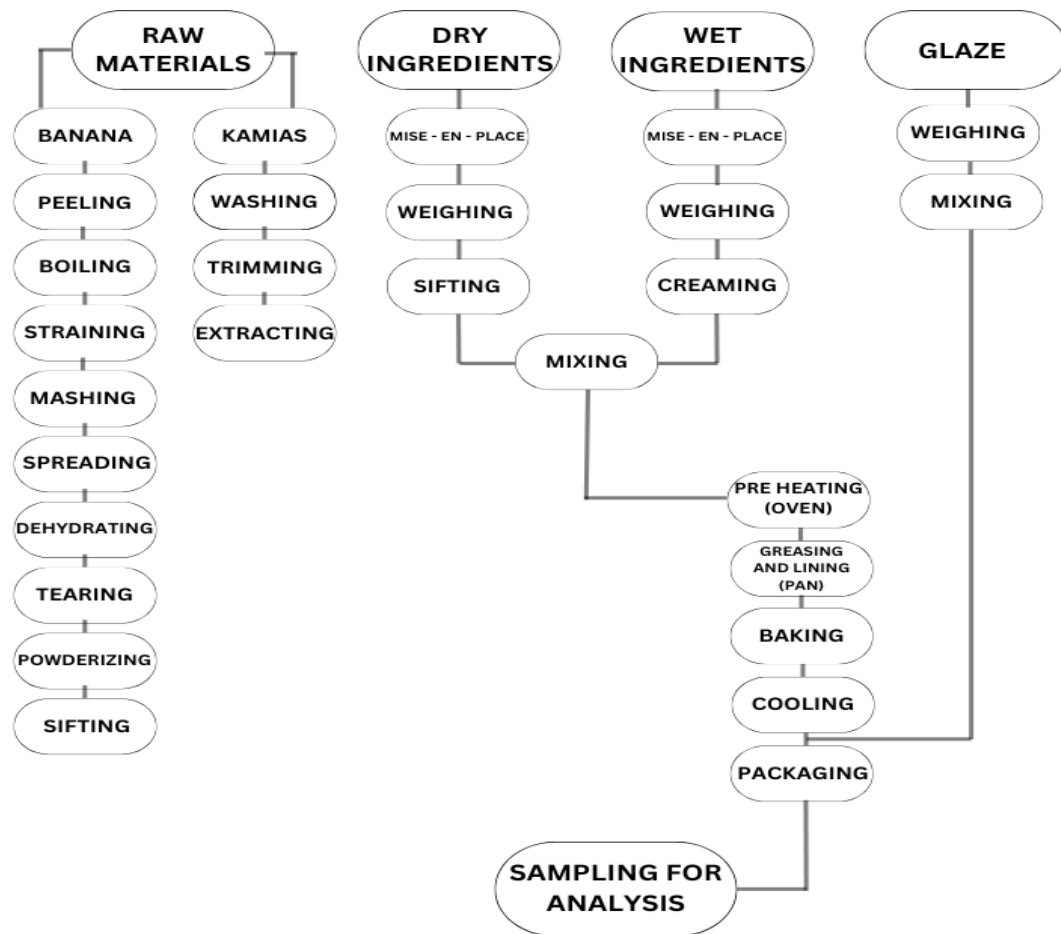 RAW
MATERIALS
BANANA
PEELING
BOILING
STRAINING
MASHING
SPREADING
DEHYDRATING
TEARING
POWDERIZING
SIFTING
KAMIAS
WASHING
TRIMMING
EXTRACTING
DRY
INGREDIENTS
MISE - EN - PLACE
WEIGHING
SIFTING
WET
INGREDIENTS
MISE - EN - PLACE
WEIGHING
CREAMING
MIXING
PRE HEATING
(OVEN)
GREASING
AND LINING
(PAN)
BAKING
COOLING
GLAZE
WEIGHING
MIXING
PACKAGING
SAMPLING FOR
ANALYSIS